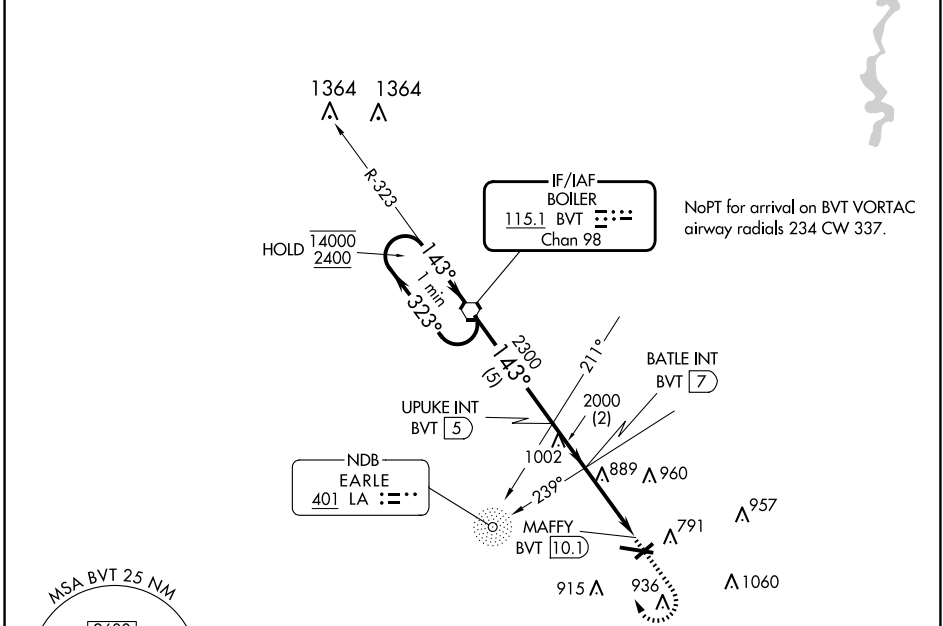 1364
1364
R-323
IF/IAF
BOILER
115.1 BVT
Chan 98
NoPT for arrival on BVT VORTAC
airway radials 234 CW 337.
HOLD
14000
2400
143°
1 min
323°
2300
143°
(5)
211°
BATLE INT
BVT 7
2000
(2)
UPUKE INT
BVT 5
1002
NDB
EARLE
401 LA
239°
889
960
MAFFY
BVT 10.1
791
957
915
936
1060
MSA BVT 25 NM